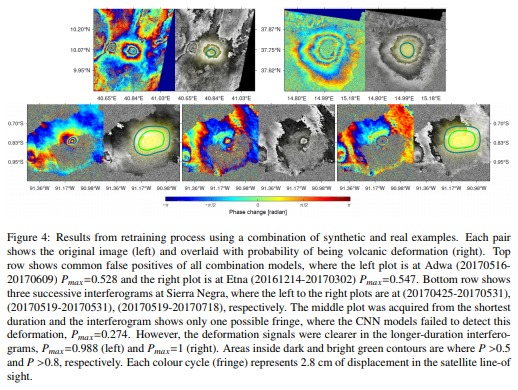 10.20°N
10.07°N
9.95°N
37.87°N
37.75°N
37.62°N
40.65°E 40.84°E 41.03°E 40.65°E 40.84°E 41.03°E 14.80°E 14.99°E 15.18°E 14.80°E 14.99°E 15.18°E
0.70°S
0.83°S
0.95°S
0.70°S
0.83°S
0.95°S
91.36°W 91.17°W 90.98°W 91.36°W 91.17°W 90.98°W 91.36°W 91.17°W 90.98°W 91.36°W 91.17°W 90.98°W 91.36°W 91.17°W 90.98°W 91.36°W 91.17°W 90.98°W
-π -π/2 0 π/2 π
Phase change [radian]
Figure 4: Results from retraining process using a combination of synthetic and real examples. Each pair
shows the original image (left) and overlaid with probability of being volcanic deformation (right). Top
row shows common false positives of all combination models, where the left plot is at Adwa (20170516-
20170609) Pmax=0.528 and the right plot is at Etna (20161214-20170302) Pmax=0.547. Bottom row shows
three successive interferograms at Sierra Negra, where the left to the right plots are at (20170425-20170531),
(20170519-20170531), (20170519-20170718), respectively. The middle plot was acquired from the shortest
duration and the interferogram shows only one possible fringe, where the CNN models failed to detect this
deformation, Pmax=0.274. However, the deformation signals were clearer in the longer-duration interfero-
grams, Pmax=0.988 (left) and Pmax=1 (right). Areas inside dark and bright green contours are where P >0.5
and P >0.8, respectively. Each colour cycle (fringe) represents 2.8 cm of displacement in the satellite line-of
sight.